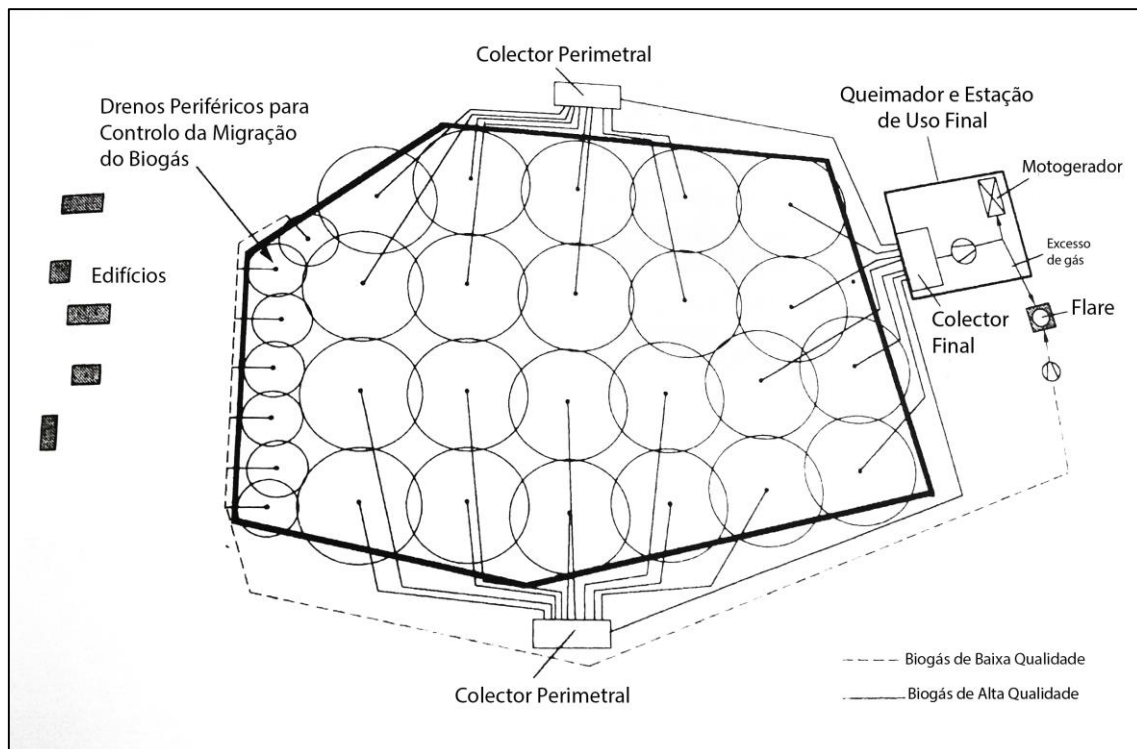 Colector Perimetral
Drenos Periféricos para
Controlo da Migração
do Biogás
Queimador e Estação
de Uso Final
Motogerador
Excesso
de gás
Edifícios
Flare
Colector
Final
Colector Perimetral
Biogás de Baixa Qualidade
Biogás de Alta Qualidade